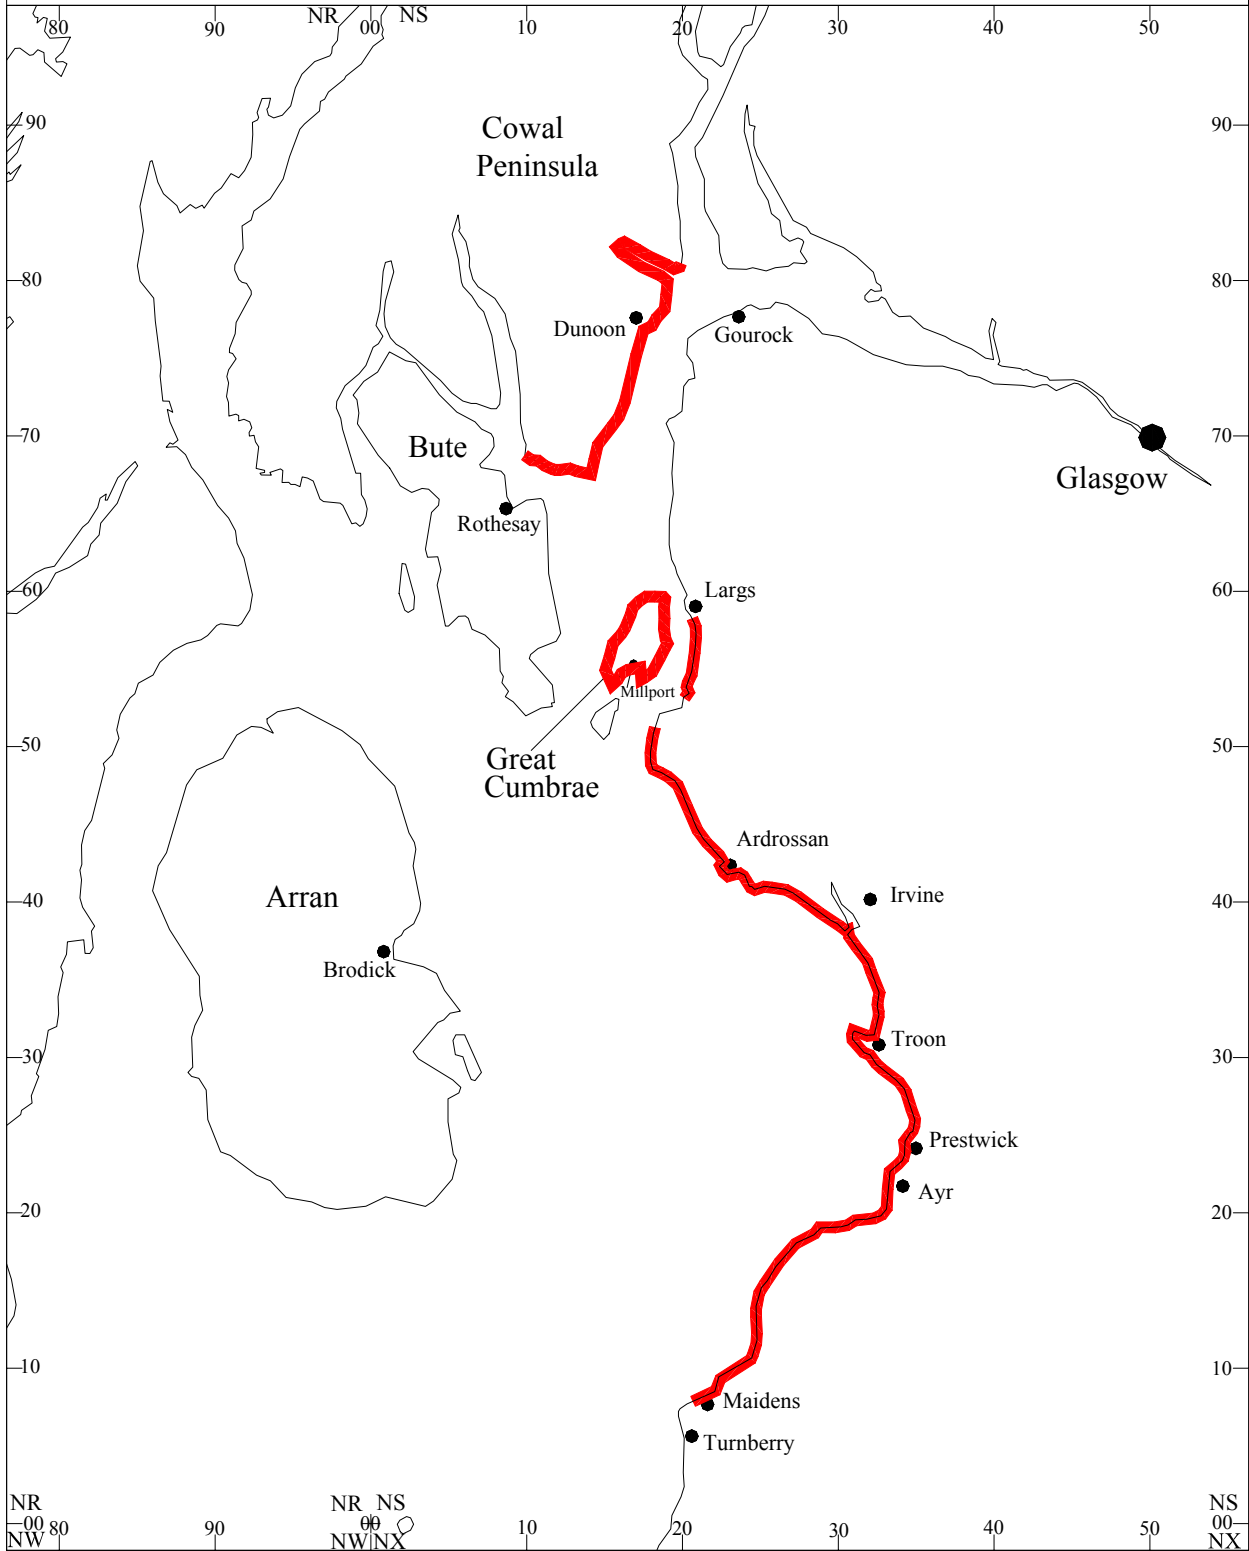 80
90
NR
00
NS
10
20
30
40
50
90
90
Cowal
Peninsula
80
80
Dunoon
Gourock
70
70
Bute
Glasgow
Rothesay
60
60
Largs
Millport
50
50
Great
Cumbrae
Ardrossan
40
40
Arran
Irvine
Brodick
30
30
Troon
Prestwick
Ayr
20
20
10
10
Maidens
Turnberry
NR
NR NS
NS
00
00
00
80
90
10
20
30
40
50
NW
NW NX
NX